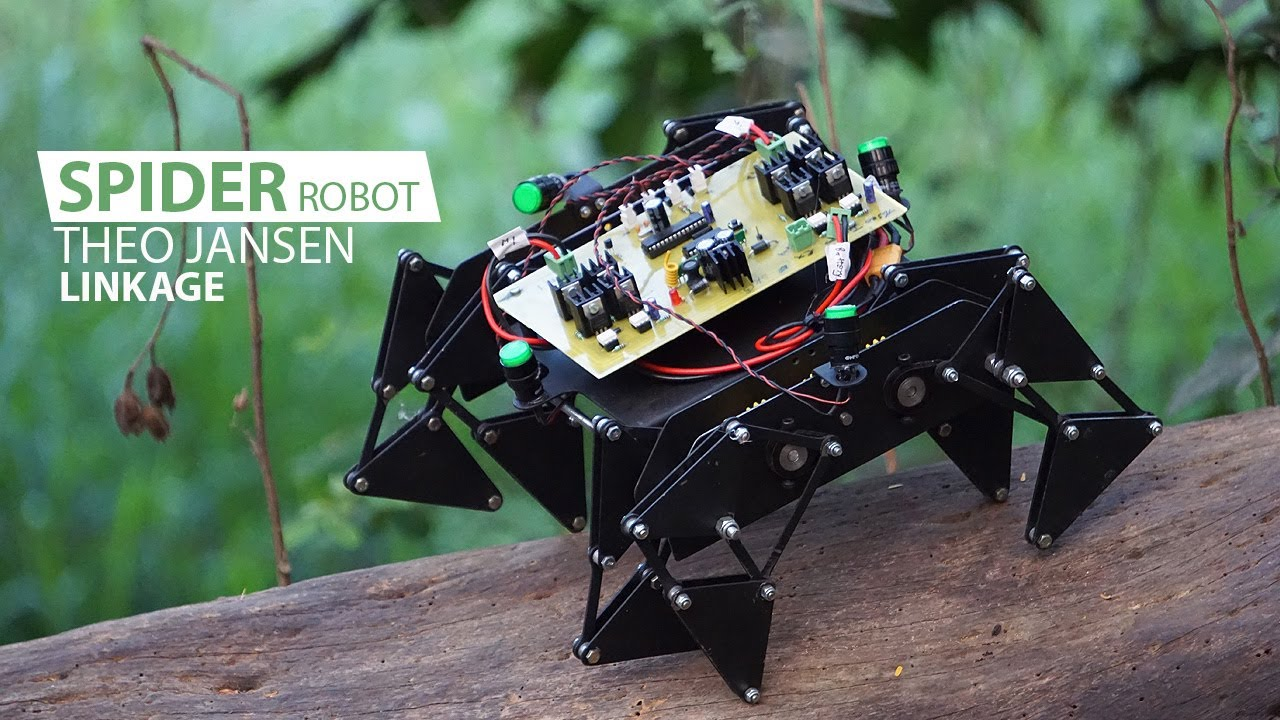 SPIDER ROBOT
THEO JANSEN
LINKAGE